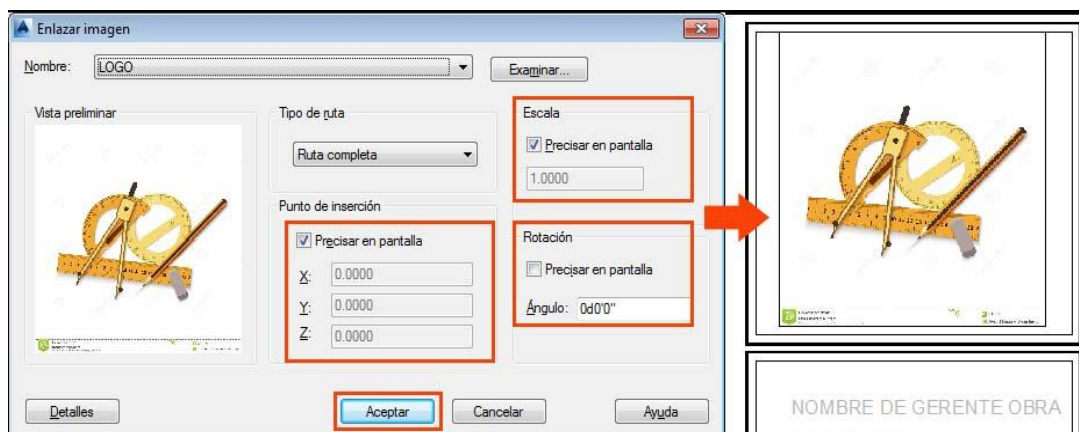 Enlazar imagen
Nombre: LOGO Examinar...
Vista preliminar
Tipo de ruta
Ruta completa
Punto de inserción
Precisar en pantalla
X: 0.0000
Y: 0.0000
Z: 0.0000
Escala
Precisar en pantalla
1.0000
Rotación
Precisar en pantalla
Ángulo: 0d0'0"
Detalles Aceptar Cancelar Ayuda
NOMBRE DE GERENTE OBRA